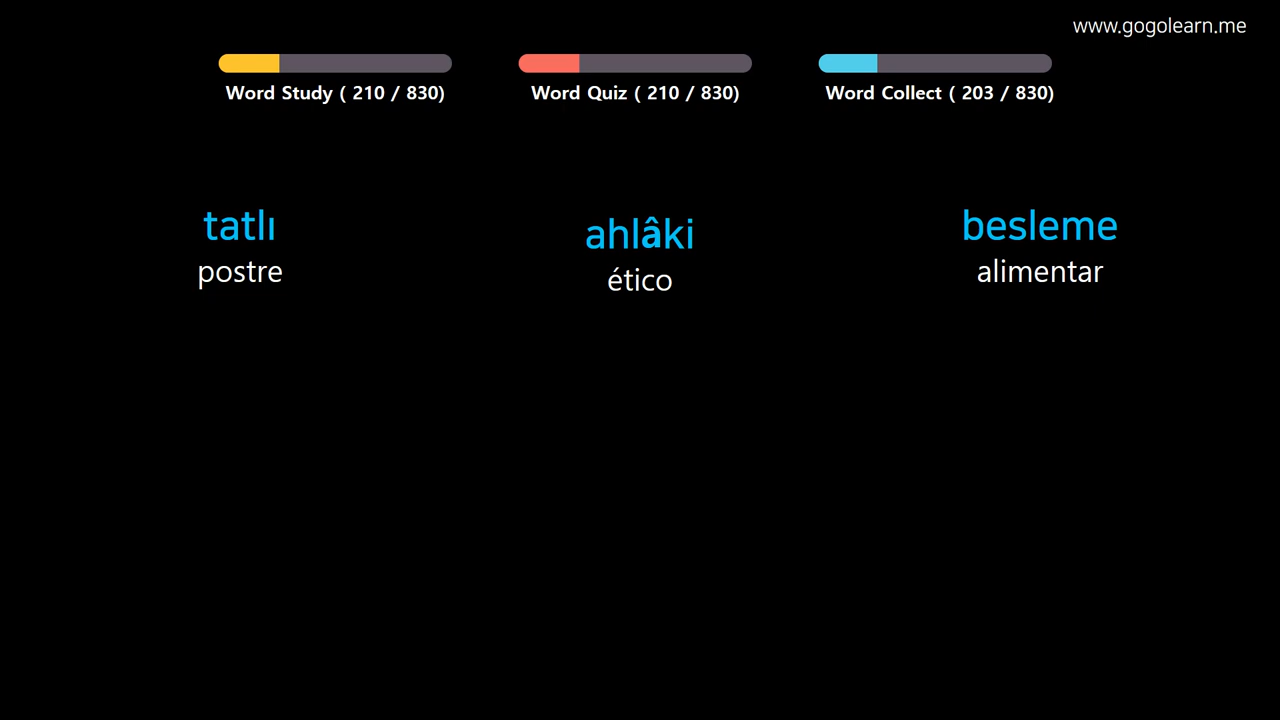 www.gogolearn.me
Word Study ( 210 / 830)
Word Quiz ( 210 / 830)
Word Collect ( 203 / 830)
tatlı
postre
ahlâki
ético
besleme
alimentar